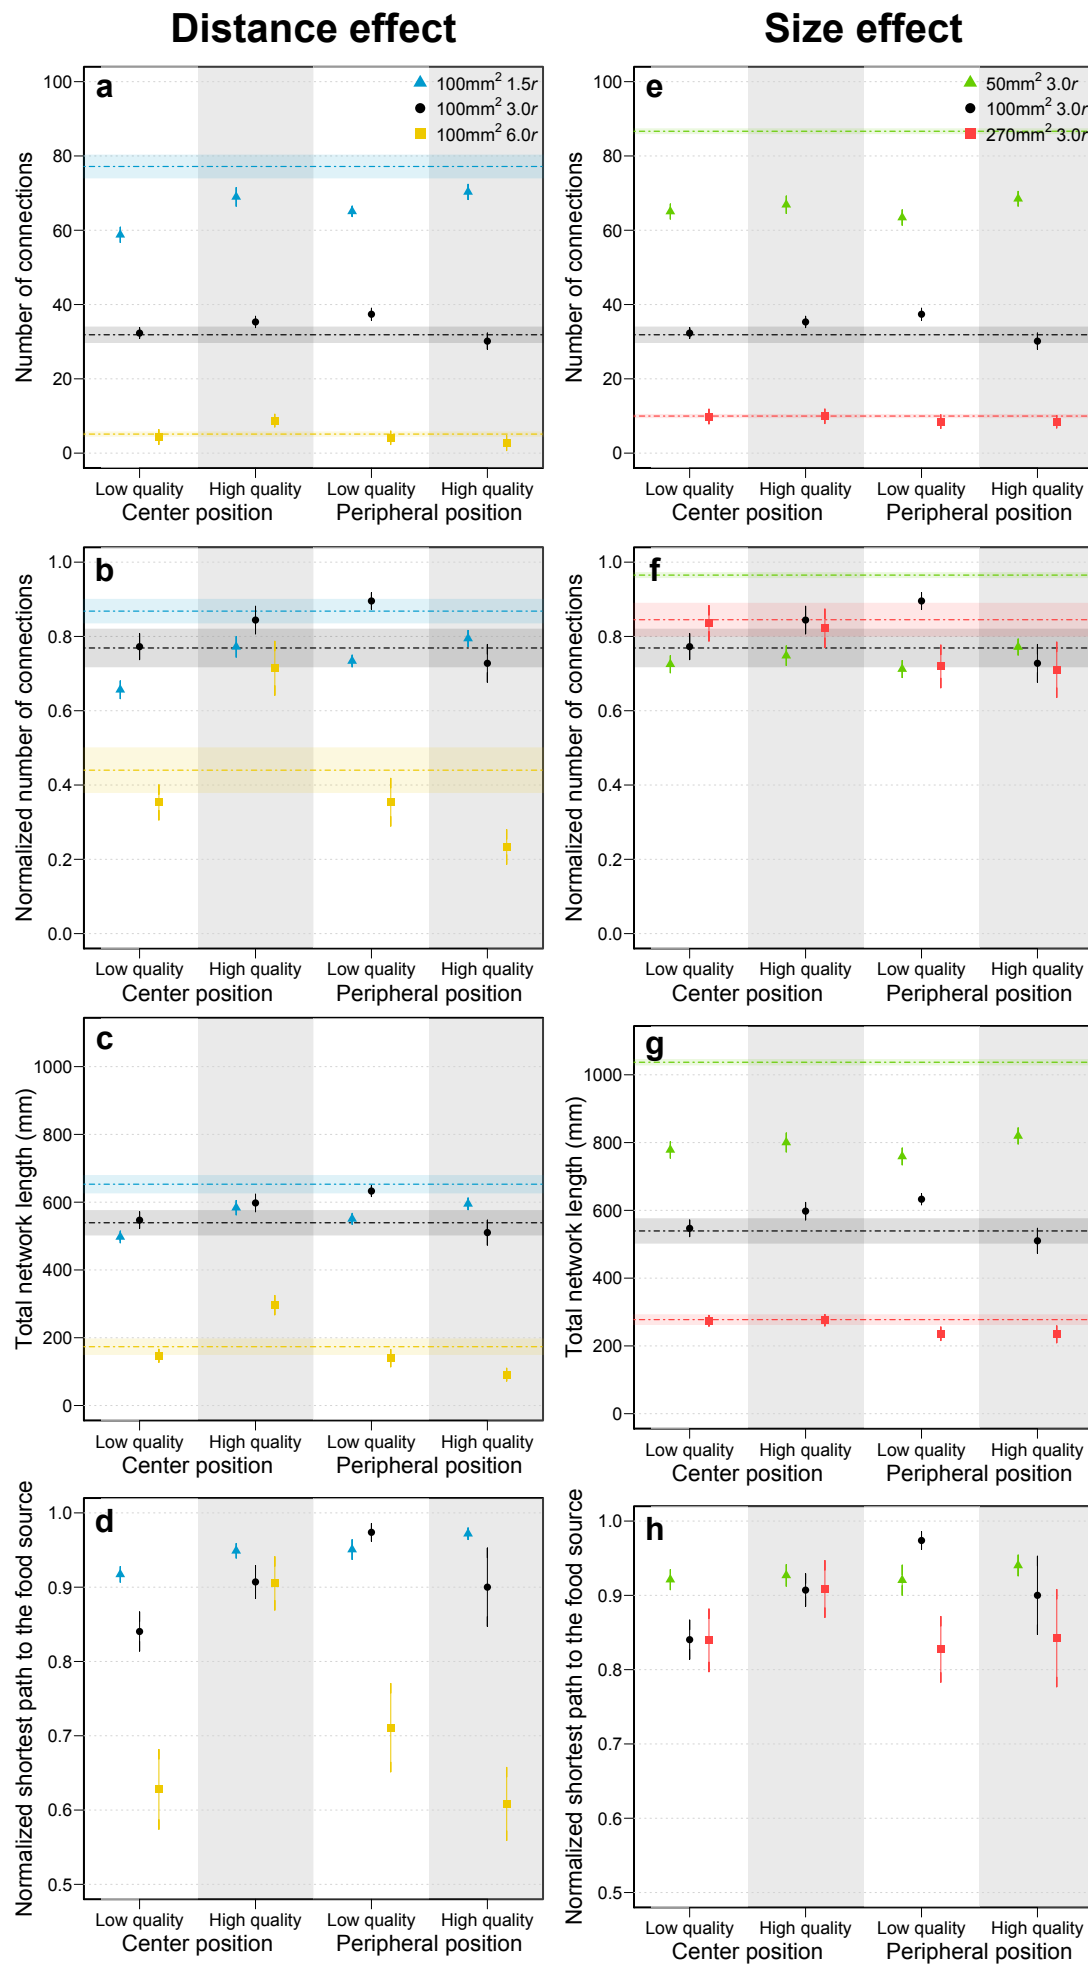 Distance effect
Size effect
a
100mm² 1.5r
100mm² 3.0r
100mm² 6.0r
Number of connections
100
80
60
40
20
0
Low quality High quality Low quality High quality
Center position Peripheral position
e
50mm² 3.0r
100mm² 3.0r
270mm² 3.0r
Number of connections
100
80
60
40
20
0
Low quality High quality Low quality High quality
Center position Peripheral position
b
Normalized number of connections
1.0
0.8
0.6
0.4
0.2
0.0
Low quality High quality Low quality High quality
Center position Peripheral position
f
Normalized number of connections
1.0
0.8
0.6
0.4
0.2
0.0
Low quality High quality Low quality High quality
Center position Peripheral position
c
Total network length (mm)
1000
800
600
400
200
0
Low quality High quality Low quality High quality
Center position Peripheral position
g
Total network length (mm)
1000
800
600
400
200
0
Low quality High quality Low quality High quality
Center position Peripheral position
d
Normalized shortest path to the food source
1.0
0.9
0.8
0.7
0.6
0.5
Low quality High quality Low quality High quality
Center position Peripheral position
h
Normalized shortest path to the food source
1.0
0.9
0.8
0.7
0.6
0.5
Low quality High quality Low quality High quality
Center position Peripheral position